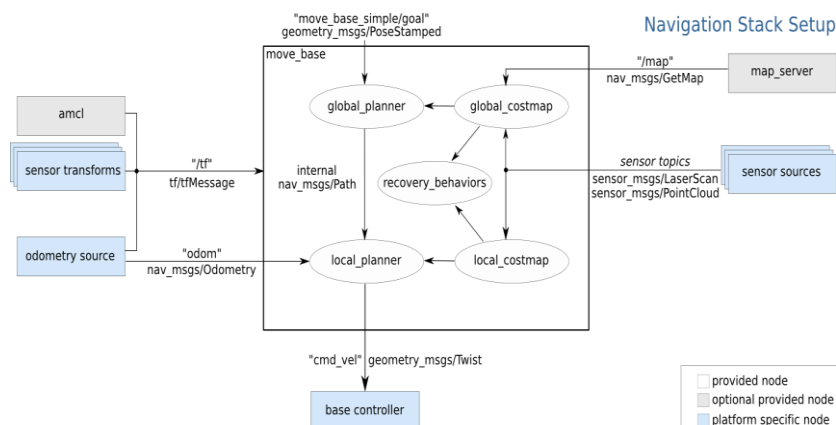 Navigation Stack Setup
"move_base_simple/goal"
geometry_msgs/PoseStamped
move_base
"/map"
nav_msgs/GetMap
map_server
global_planner
global_costmap
amcl
sensor transforms
"/tf"
tf/tfMessage
internal
nav_msgs/Path
recovery_behaviors
sensor topics
sensor_msgs/LaserScan
sensor_msgs/PointCloud
sensor sources
odometry source
"odom"
nav_msgs/Odometry
local_planner
local_costmap
"cmd_vel"
geometry_msgs/Twist
base controller
provided node
optional provided node
platform specific node